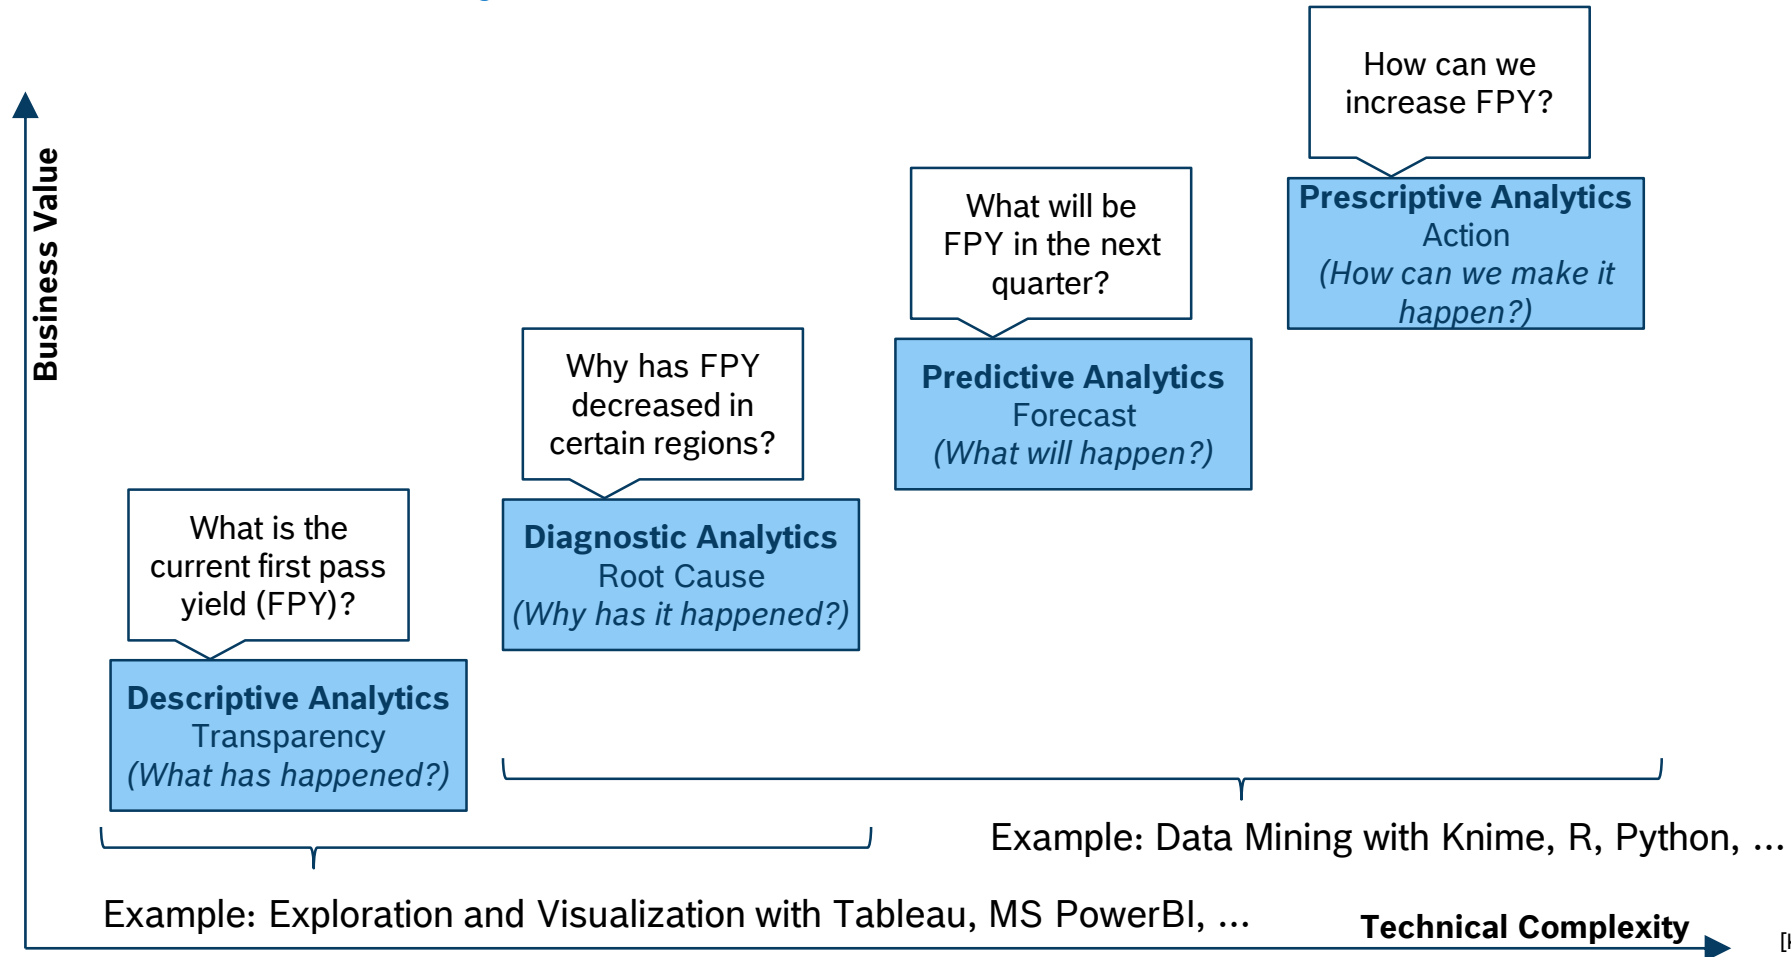 How can we
increase FPY?
Prescriptive Analytics
Action
(How can we make it
happen?)
What will be
FPY in the next
quarter?
Predictive Analytics
Forecast
(What will happen?)
Why has FPY
decreased in
certain regions?
Diagnostic Analytics
Root Cause
(Why has it happened?)
What is the
current first pass
yield (FPY)?
Descriptive Analytics
Transparency
(What has happened?)
Business Value
Example: Data Mining with Knime, R, Python, ...
Example: Exploration and Visualization with Tableau, MS PowerBI, ...
Technical Complexity